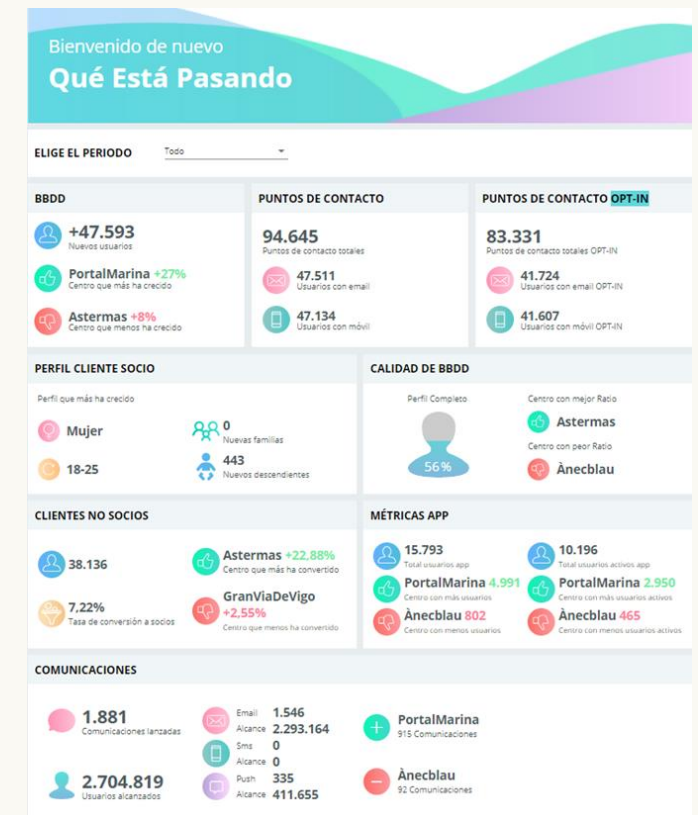 Bienvenido de nuevo
Qué Está Pasando
ELIGE EL PERIODO Todo
BBDD
+47.593
Nuevos usuarios
PortalMarina +27%
Centro que más ha crecido
Astermas +8%
Centro que menos ha crecido
PUNTOS DE CONTACTO
94.645
Puntos de contacto totales
47.511
Usuarios con email
47.134
Usuarios con móvil
PUNTOS DE CONTACTO OPT-IN
83.331
Puntos de contacto totales OPT-IN
41.724
Usuarios con email OPT-IN
41.607
Usuarios con móvil OPT-IN
PERFIL CLIENTE SOCIO
Perfil que más ha crecido
Mujer
18-25
0
Nuevas familias
443
Nuevos descendientes
CALIDAD DE BBDD
Perfil Completo
56%
Centro con mejor Ratio
Astermas
Centro con peor Ratio
Ànecblau
CLIENTES NO SOCIOS
38.136
7,22%
Tasa de conversión a socios
Astermas +22,88%
Centro que más ha convertido
GranViaDeVigo
+2,55%
Centro que menos ha convertido
MÉTRICAS APP
15.793
Total usuarios app
PortalMarina 4.991
Centro con más usuarios
Ànecblau 802
Centro con menos usuarios
10.196
Total usuarios activos app
PortalMarina 2.950
Centro con más usuarios activos
Ànecblau 465
Centro con menos usuarios activos
COMUNICACIONES
1.881
Comunicaciones lanzadas
2.704.819
Usuarios alcanzados
Email 1.546
Alcance 2.293.164
Sms 0
Alcance 0
Push 335
Alcance 411.655
PortalMarina
915 Comunicaciones
Ànecblau
92 Comunicaciones